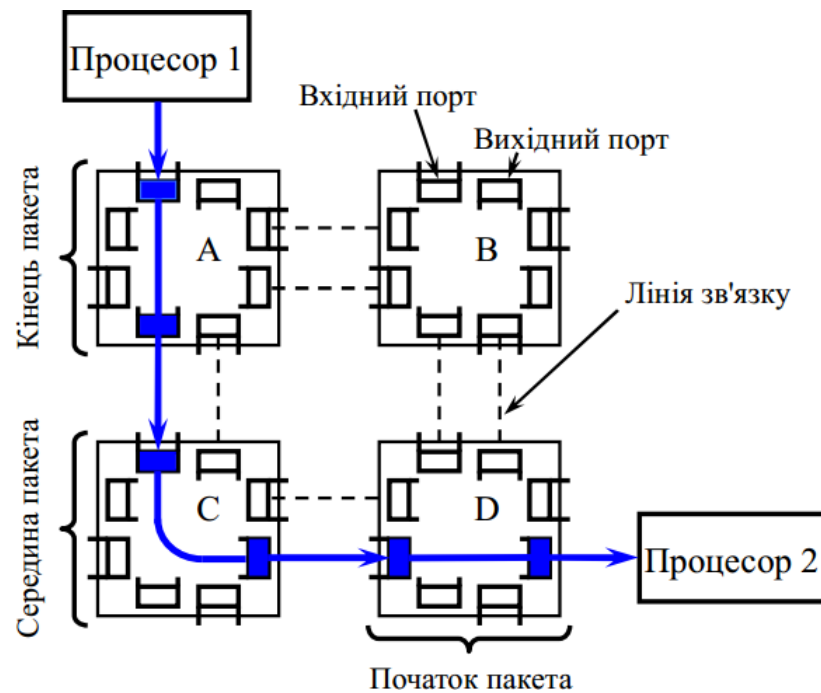 Процесор 1
Вхідний порт
Вихідний порт
Кінець пакета
A
B
Лінія зв'язку
Середина пакета
C
D
Процесор 2
Початок пакета